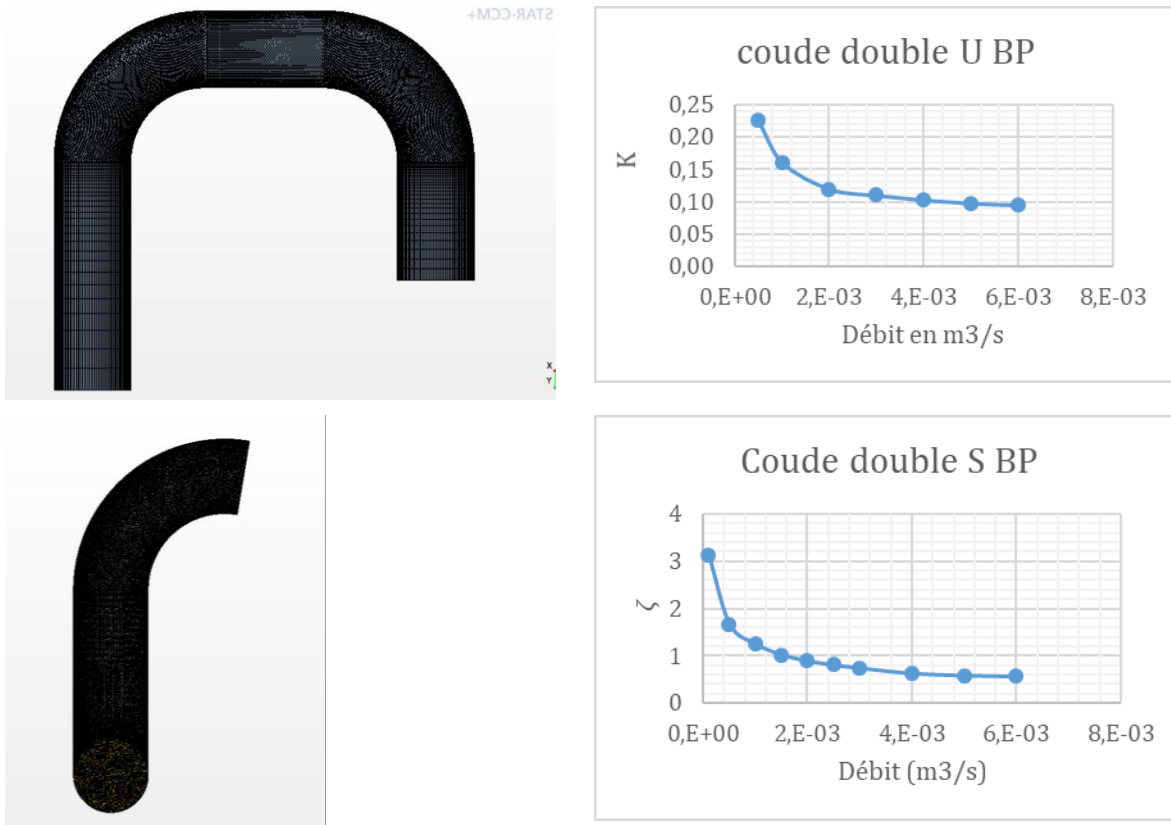 STAR-CCM+
X
Y
coude double U BP
0,25
0,20
0,15
0,10
0,05
0,00
K
0,E+00 2,E-03 4,E-03 6,E-03 8,E-03
Débit en m3/s
Coude double S BP
4
3
2
1
0
ζ
0,E+00 2,E-03 4,E-03 6,E-03 8,E-03
Débit (m3/s)